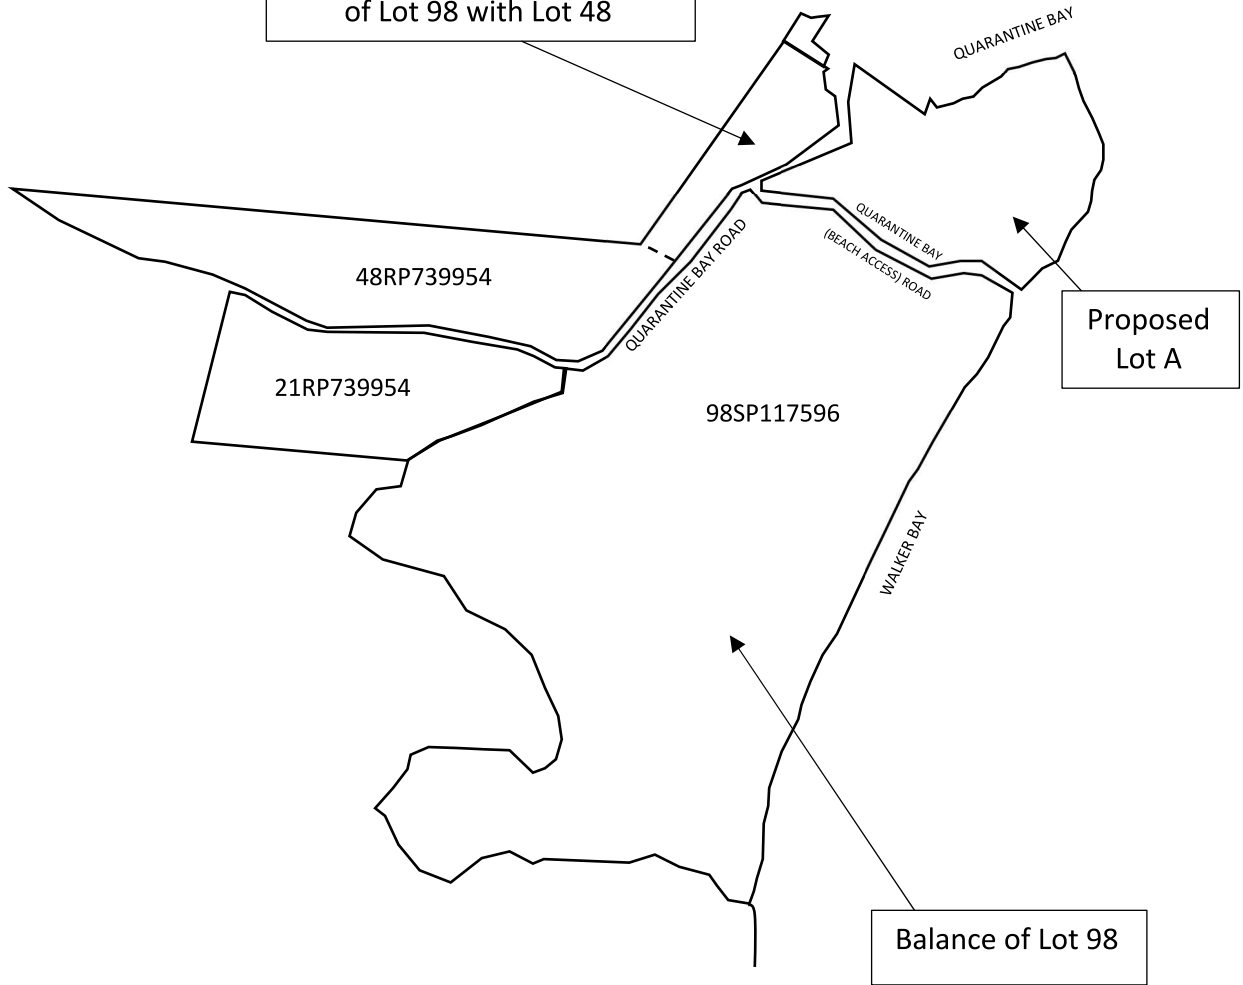 of Lot 98 with Lot 48
QUARANTINE BAY
48RP739954
QUARANTINE BAY ROAD
QUARANTINE BAY
(BEACH ACCESS) ROAD
Proposed
Lot A
21RP739954
98SP117596
WALKER BAY
Balance of Lot 98